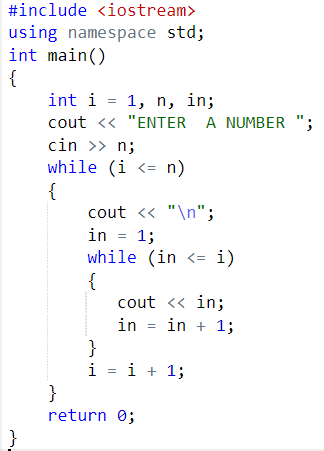 #include <iostream>
using namespace std;
int main()
{
    int i = 1, n, in;
    cout << "ENTER  A NUMBER ";
    cin >> n;
    while (i <= n)
    {
        cout << "\n";
        in = 1;
        while (in <= i)
        {
           cout << in;
           in = in + 1;
        }
        i = i + 1;
    }
    return 0;
}